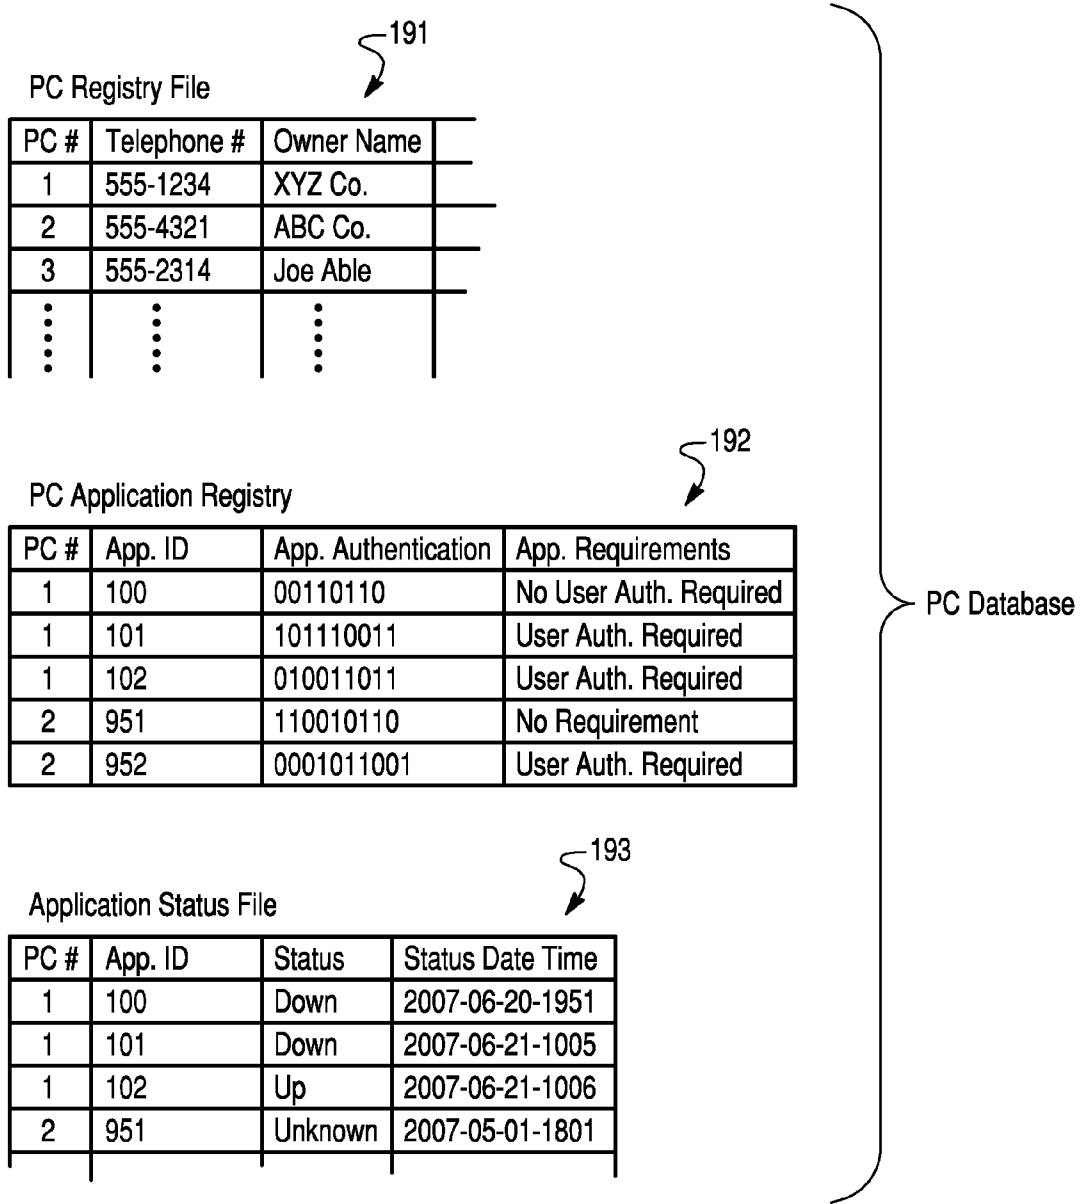 191
PC Registry File
PC # Telephone # Owner Name
1 555-1234 XYZ Co.
2 555-4321 ABC Co.
3 555-2314 Joe Able
192
PC Application Registry
PC # App. ID App. Authentication App. Requirements
1 100 00110110 No User Auth. Required
1 101 101110011 User Auth. Required
1 102 010011011 User Auth. Required
2 951 110010110 No Requirement
2 952 0001011001 User Auth. Required
PC Database
193
Application Status File
PC # App. ID Status Status Date Time
1 100 Down 2007-06-20-1951
1 101 Down 2007-06-21-1005
1 102 Up 2007-06-21-1006
2 951 Unknown 2007-05-01-1801